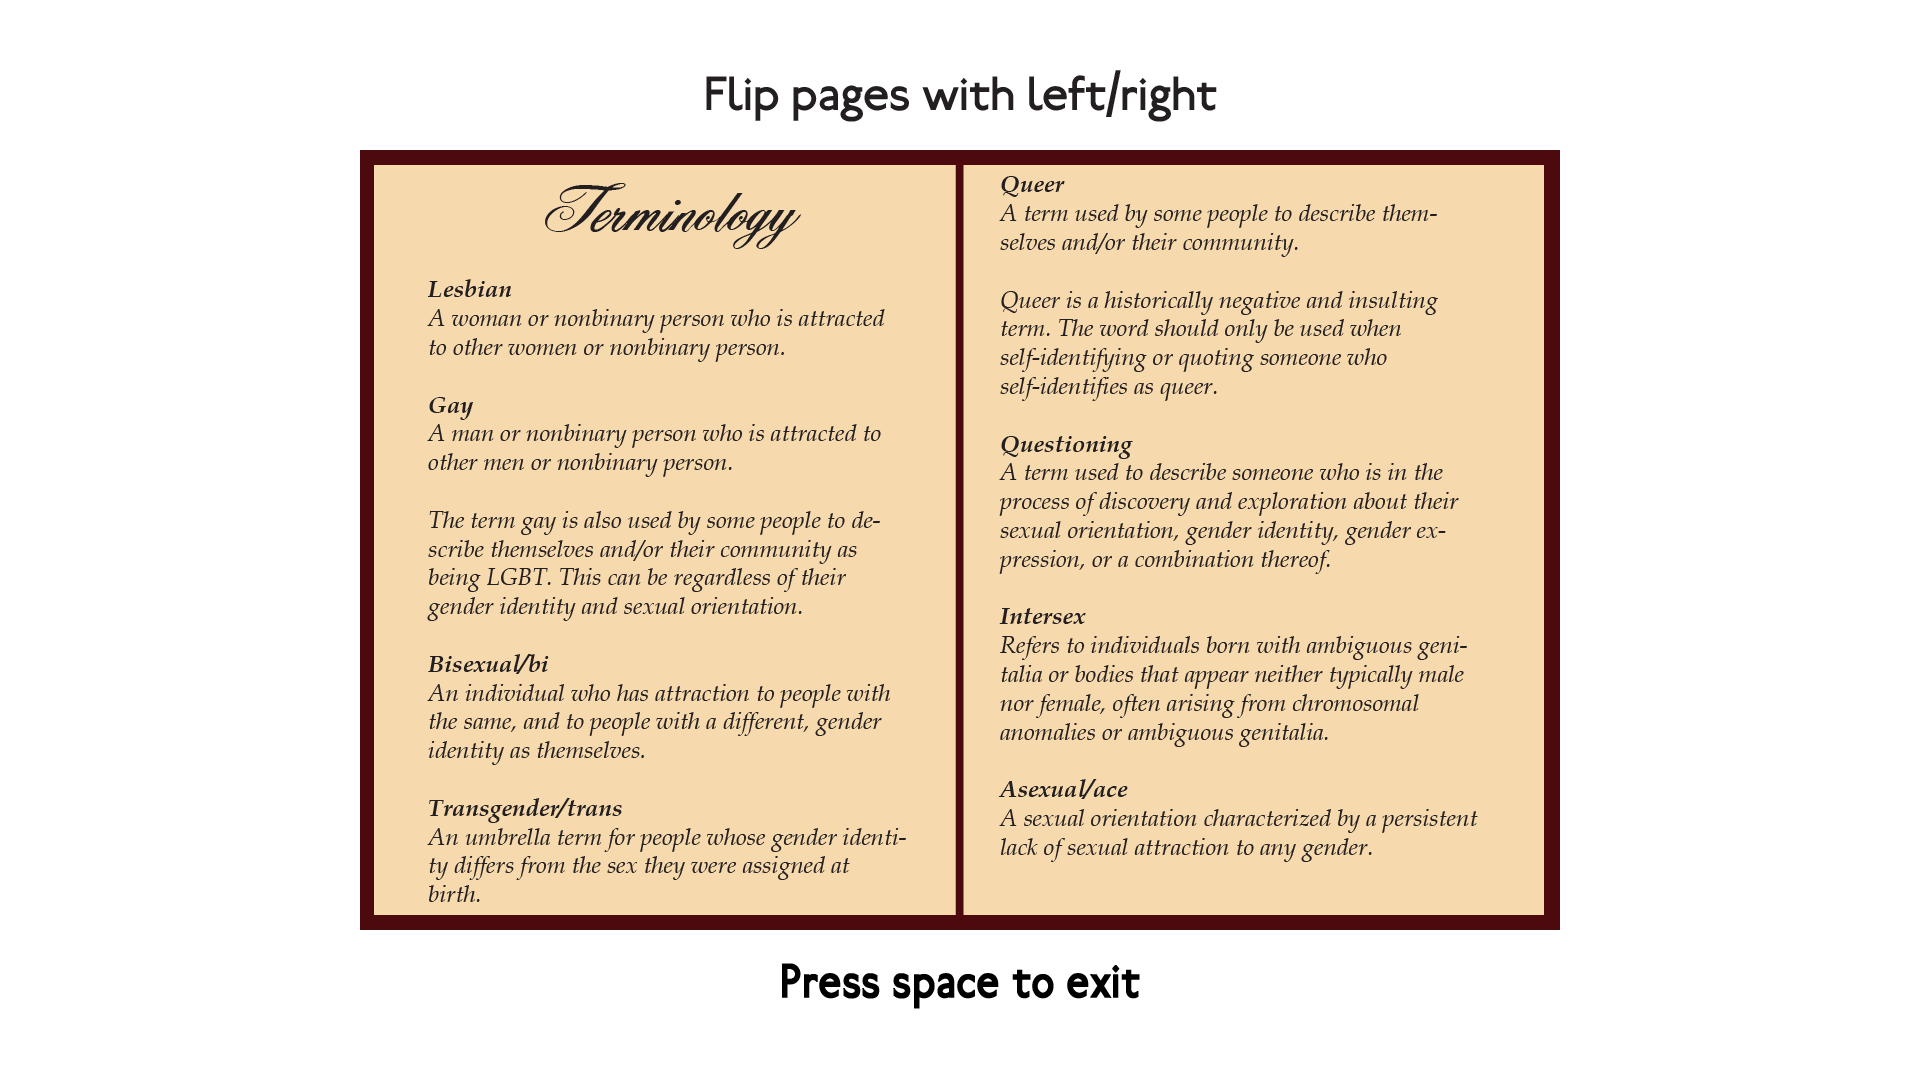 Flip pages with left/right
Terminology
Lesbian
A woman or nonbinary person who is attracted
to other women or nonbinary person.
Gay
A man or nonbinary person who is attracted to
other men or nonbinary person.
The term gay is also used by some people to de-
scribe themselves and/or their community as
being LGBT. This can be regardless of their
gender identity and sexual orientation.
Bisexual/bi
An individual who has attraction to people with
the same, and to people with a different, gender
identity as themselves.
Transgender/trans
An umbrella term for people whose gender identi-
ty differs from the sex they were assigned at
birth.
Queer
A term used by some people to describe them-
selves and/or their community.
Queer is a historically negative and insulting
term. The word should only be used when
self-identifying or quoting someone who
self-identifies as queer.
Questioning
A term used to describe someone who is in the
process of discovery and exploration about their
sexual orientation, gender identity, gender ex-
pression, or a combination thereof.
Intersex
Refers to individuals born with ambiguous geni-
talia or bodies that appear neither typically male
nor female, often arising from chromosomal
anomalies or ambiguous genitalia.
Asexual/ace
A sexual orientation characterized by a persistent
lack of sexual attraction to any gender.
Press space to exit